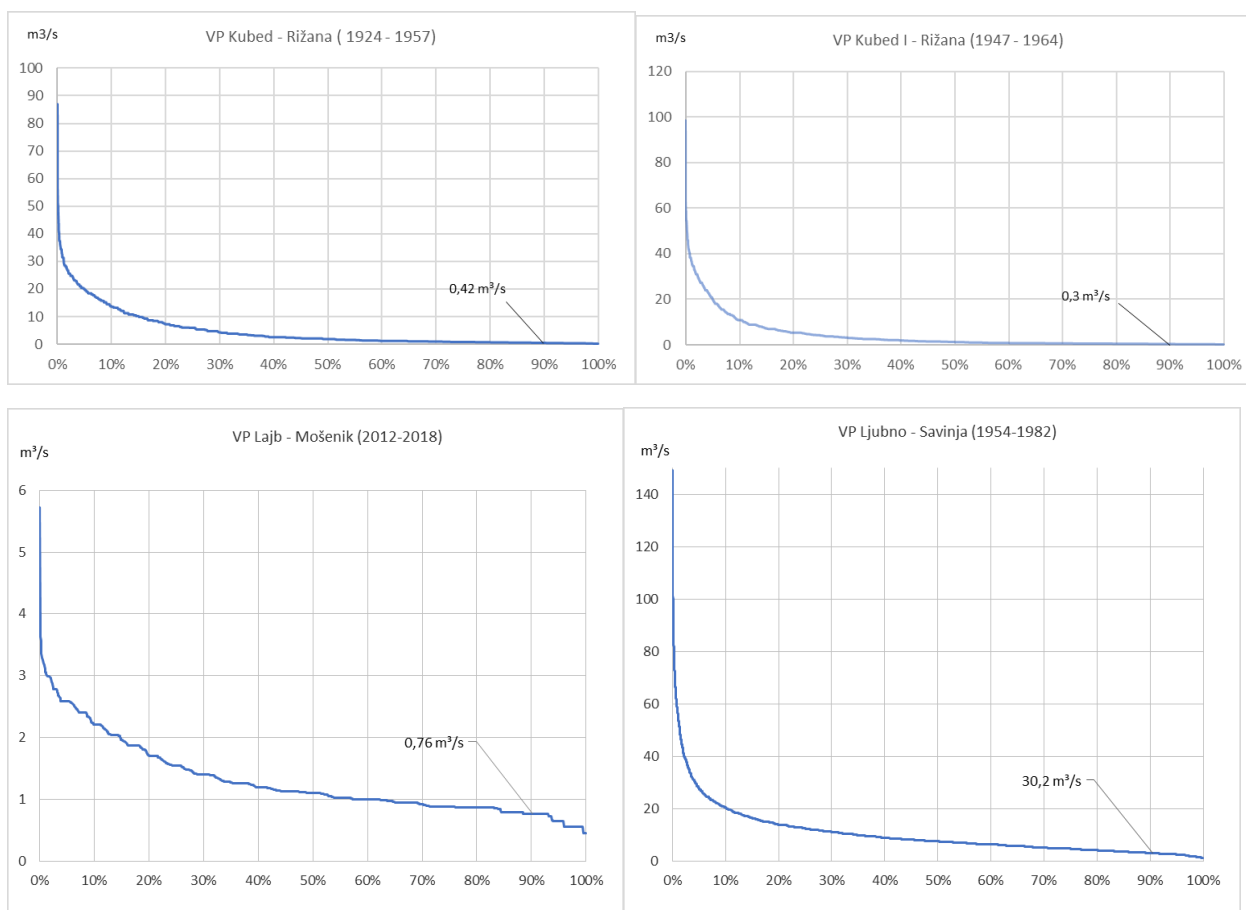 m3/s
VP Kubed - Rižana ( 1924 - 1957)
100
90
80
70
60
50
40
30
20
10
0
0,42 m³/s
0% 10% 20% 30% 40% 50% 60% 70% 80% 90% 100%
m3/s
VP Kubed I - Rižana (1947 - 1964)
120
100
80
60
40
20
0
0,3 m³/s
0% 10% 20% 30% 40% 50% 60% 70% 80% 90% 100%
VP Lajb - Mošenik (2012-2018)
m³/s
6
5
4
3
2
1
0
0,76 m³/s
0% 10% 20% 30% 40% 50% 60% 70% 80% 90% 100%
VP Ljubno - Savinja (1954-1982)
m³/s
140
120
100
80
60
40
20
0
30,2 m³/s
0% 10% 20% 30% 40% 50% 60% 70% 80% 90% 100%